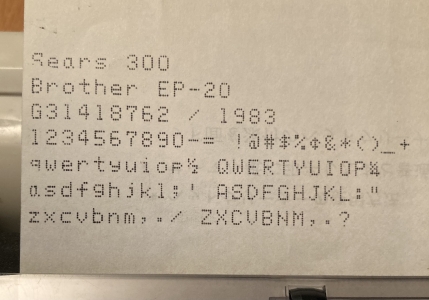 Sears 300
Brother EP-20
G31418762 / 1983
1234567890-= !@#$%¢&*()_+
qwertyuiop½ QWERTYUIOP¼
asdfghjkl;' ASDFGHJKL:"
zxcvbnm,./ ZXCVBNM,.?